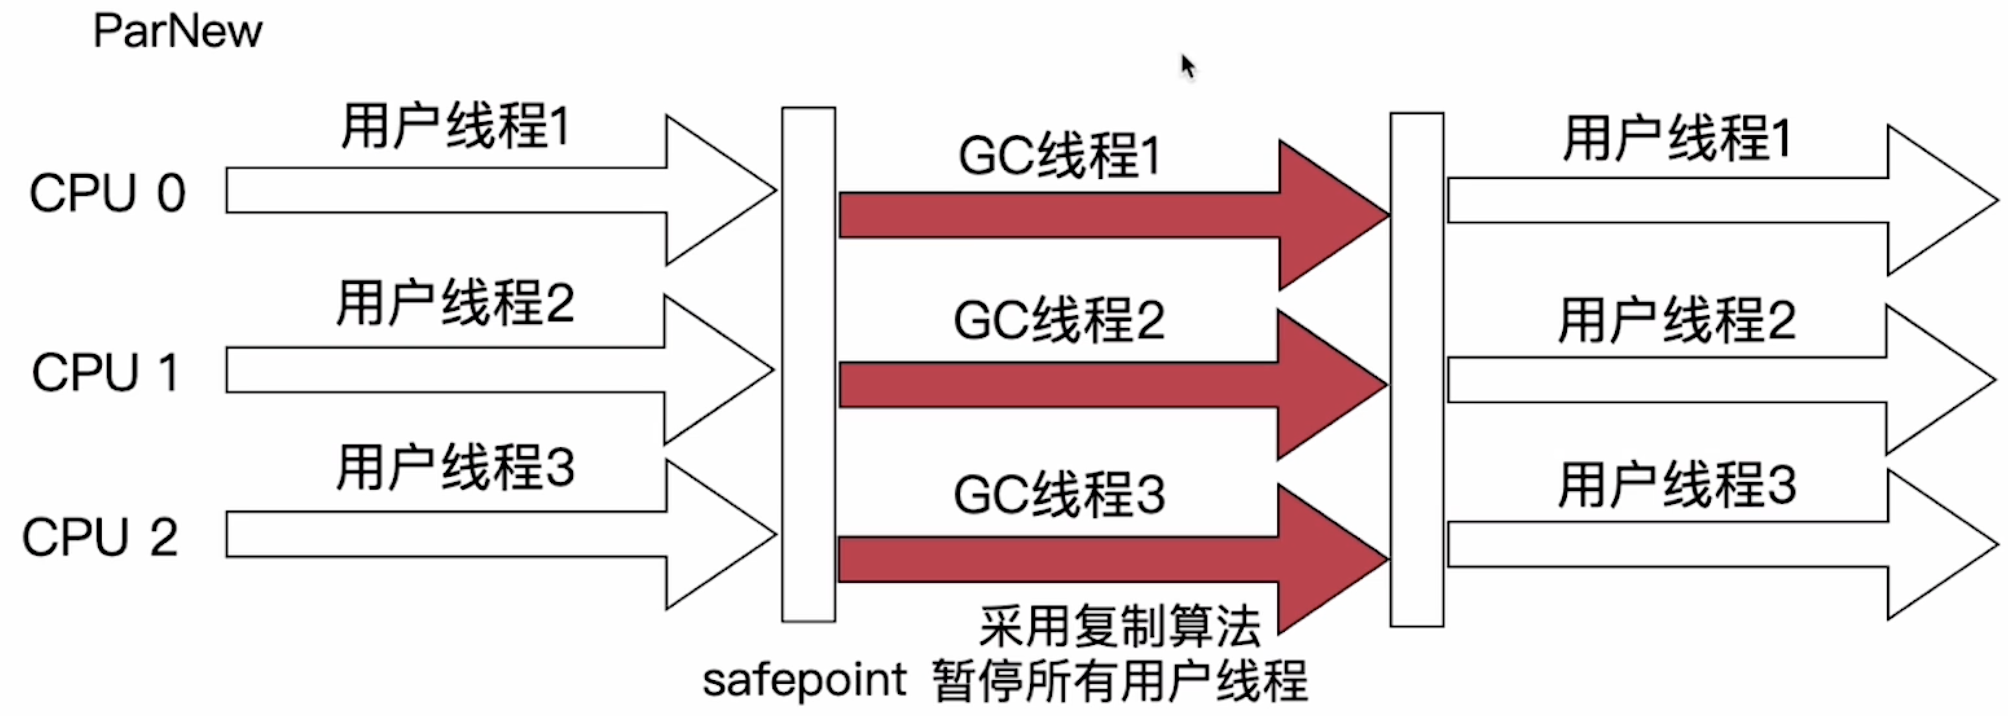 ParNew
用户线程1
GC线程1
用户线程1
CPU 0
用户线程2
GC线程2
用户线程2
CPU 1
用户线程3
GC线程3
用户线程3
CPU 2
采用复制算法
safepoint 暂停所有用户线程